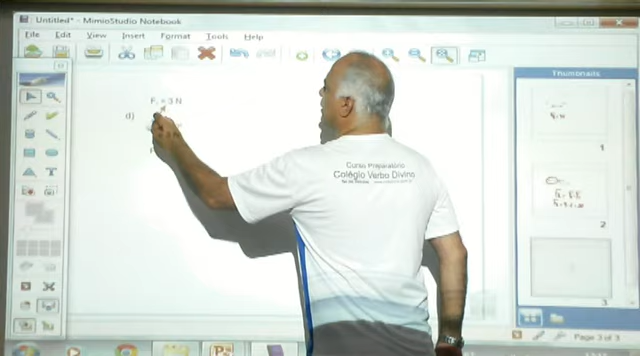 Untitled* - MimioStudio Notebook
File Edit View Insert Format Tools Help
Thumbnails
F₁ = 3 N
d)
Curso Preparatório
Colégio Verbo Divino
1
2
3
Page 3 of 3